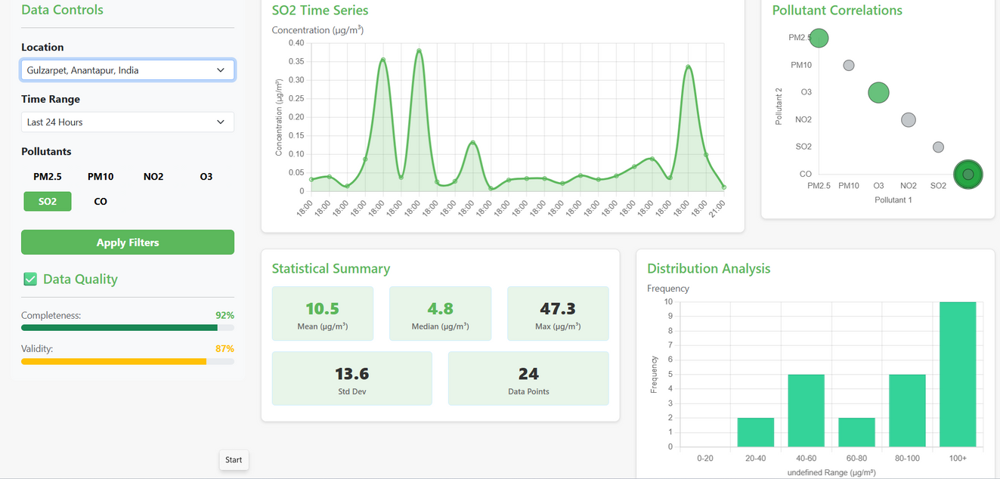 Data Controls
Location
Gulzarpet, Anantapur, India
Time Range
Last 24 Hours
Pollutants
PM2.5 PM10 NO2 O3
SO2 CO
Apply Filters
Data Quality
Completeness: 92%
Validity: 87%
Start
SO2 Time Series
Concentration (μg/m³)
Concentration (μg/m³)
0.40
0.35
0.30
0.25
0.20
0.15
0.10
0.05
0
18:00 18:00 18:00 18:00 18:00 18:00 18:00 18:00 18:00 18:00 18:00 18:00 18:00 18:00 18:00 18:00 18:00 18:00 18:00 18:00 18:00 18:00 18:00 21:00
Pollutant Correlations
Pollutant 2
PM2.5
PM10
O3
NO2
SO2
CO
PM2.5 PM10 O3 NO2 SO2
Pollutant 1
Statistical Summary
10.5
Mean (μg/m³)
4.8
Median (μg/m³)
47.3
Max (μg/m³)
13.6
Std Dev
24
Data Points
Distribution Analysis
Frequency
Frequency
10
9
8
7
6
5
4
3
2
1
0
0-20 20-40 40-60 60-80 80-100 100+
undefined Range (μg/m³)